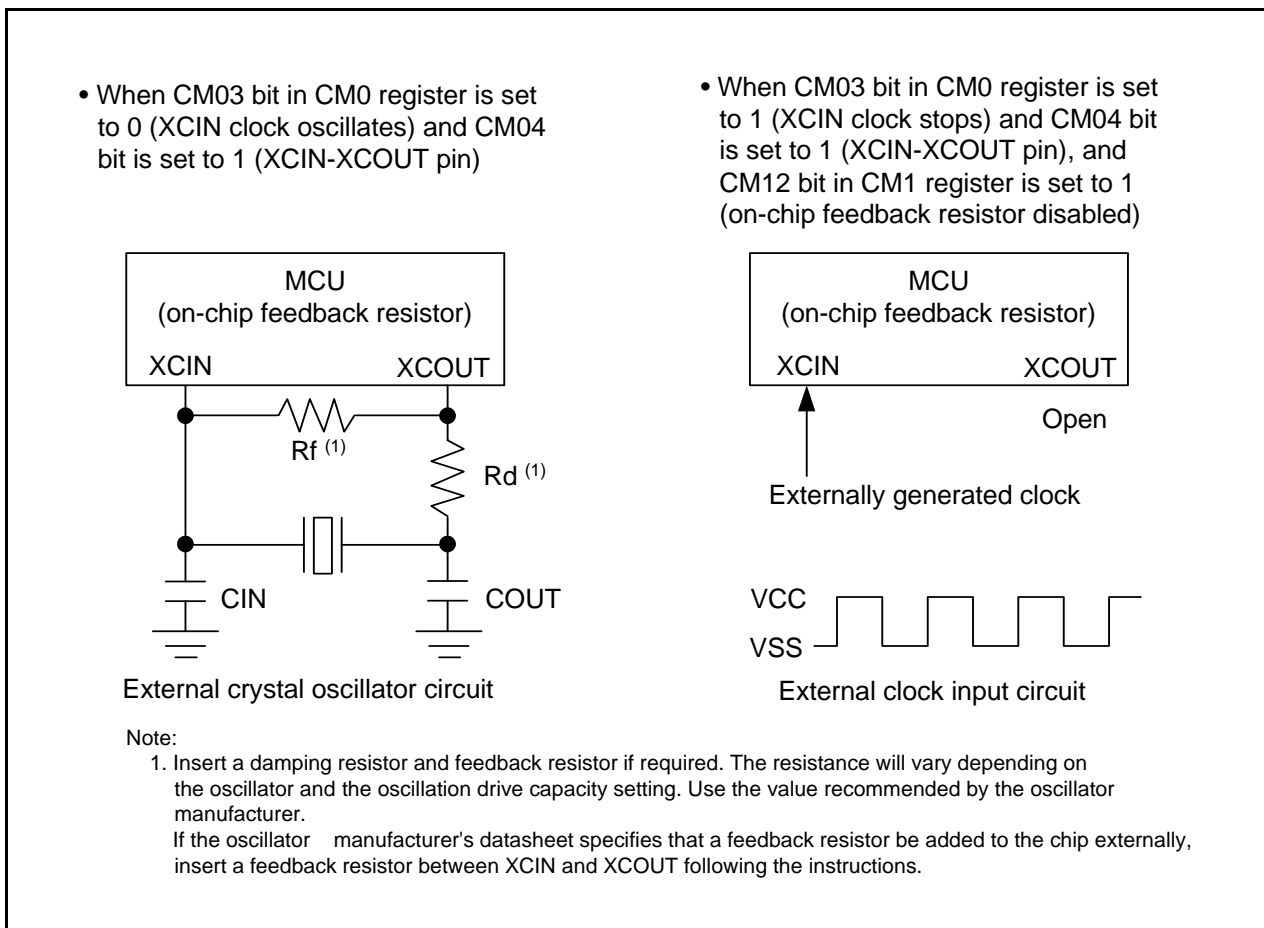 • When CM03 bit in CM0 register is set
to 0 (XCIN clock oscillates) and CM04
bit is set to 1 (XCIN-XCOUT pin)
MCU
(on-chip feedback resistor)
XCIN XCOUT
Rf (1)
Rd (1)
CIN COUT
External crystal oscillator circuit
• When CM03 bit in CM0 register is set
to 1 (XCIN clock stops) and CM04 bit
is set to 1 (XCIN-XCOUT pin), and
CM12 bit in CM1 register is set to 1
(on-chip feedback resistor disabled)
MCU
(on-chip feedback resistor)
XCIN XCOUT
Open
Externally generated clock
VCC
VSS
External clock input circuit
Note:
1. Insert a damping resistor and feedback resistor if required. The resistance will vary depending on
the oscillator and the oscillation drive capacity setting. Use the value recommended by the oscillator
manufacturer.
If the oscillator manufacturer's datasheet specifies that a feedback resistor be added to the chip externally,
insert a feedback resistor between XCIN and XCOUT following the instructions.